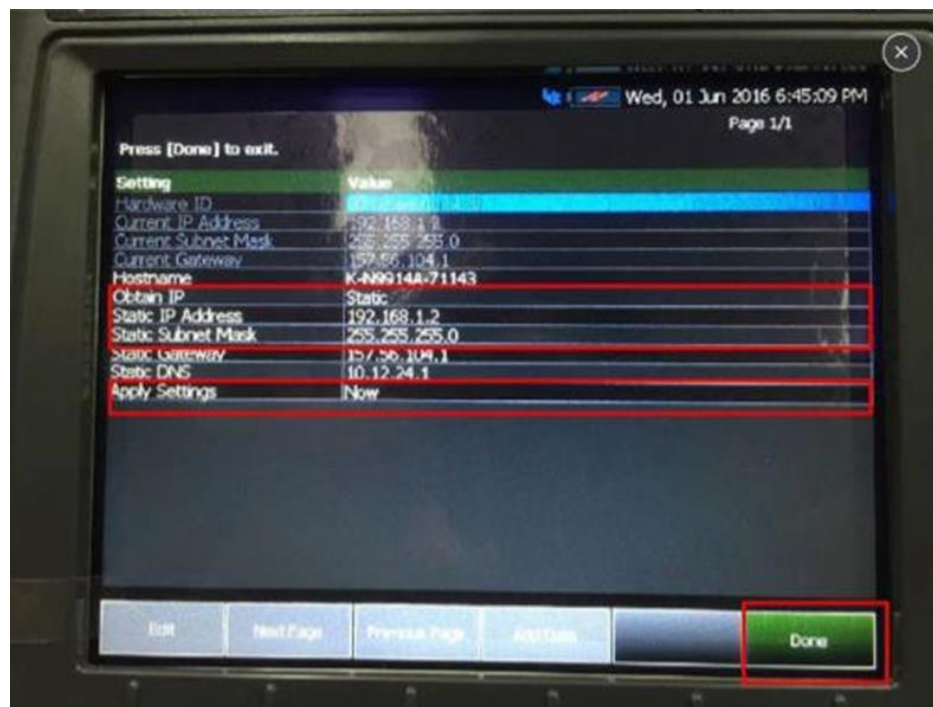 Wed, 01 Jun 2016 6:45:09 PM
Page 1/1
Press [Done] to exit.
Setting Value
Hardware ID
Current IP Address 192.168.1.2
Current Subnet Mask 255.255.255.0
Current Gateway 157.56.104.1
Hostname K-N9914A-71143
Obtain IP Static
Static IP Address 192.168.1.2
Static Subnet Mask 255.255.255.0
Static Gateway 157.56.104.1
Static DNS 10.12.24.1
Apply Settings Now
Edit Next Page Previous Page Add Data Done